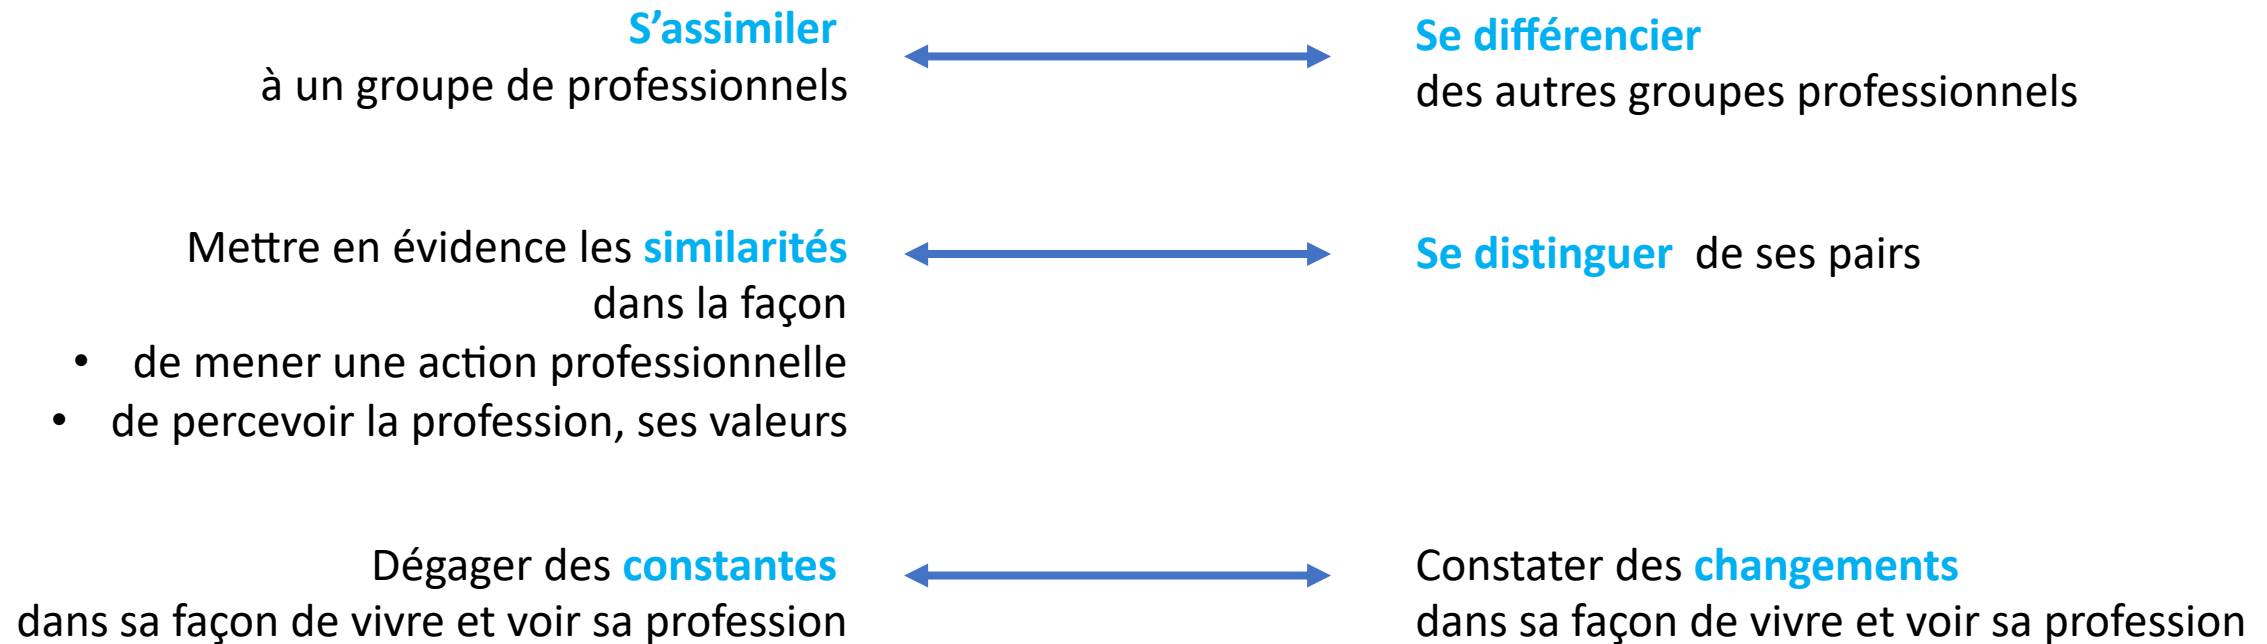 S’assimiler
à un groupe de professionnels
Se différencier
des autres groupes professionnels
Mettre en évidence les similarités
dans la façon
• de mener une action professionnelle
• de percevoir la profession, ses valeurs
Se distinguer de ses pairs
Dégager des constantes
dans sa façon de vivre et voir sa profession
Constater des changements
dans sa façon de vivre et voir sa profession